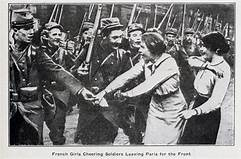 French Girls Cheering Soldiers Leaving Paris for the Front